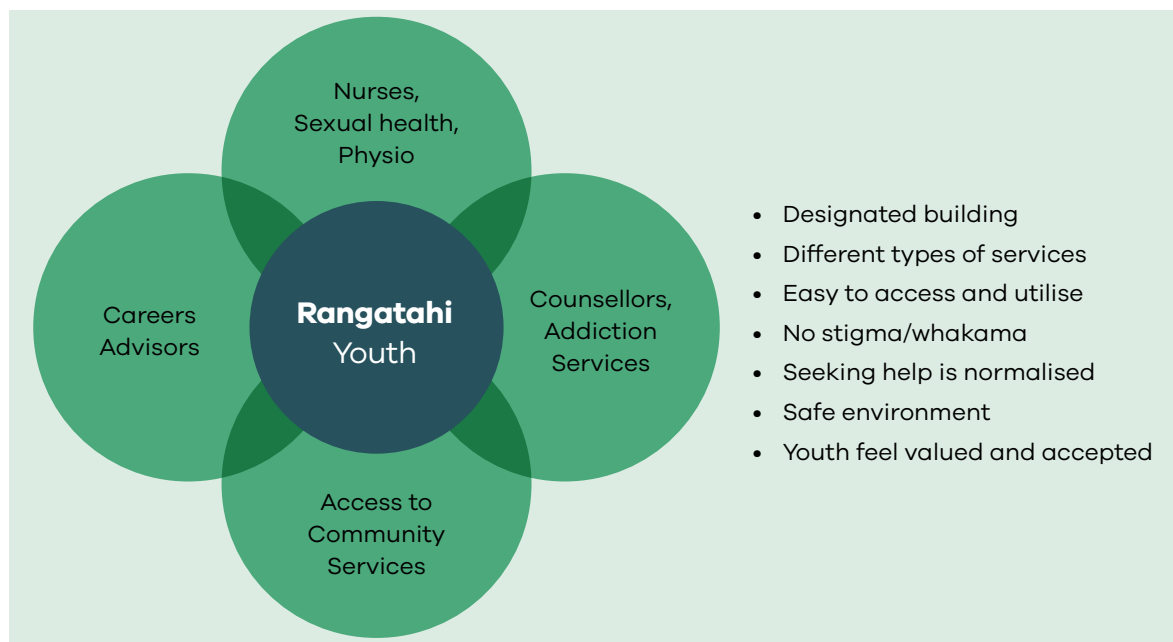 Nurses,
Sexual health,
Physio
Careers
Advisors
Rangatahi
Youth
Counsellors,
Addiction
Services
Access to
Community
Services
• Designated building
• Different types of services
• Easy to access and utilise
• No stigma/whakama
• Seeking help is normalised
• Safe environment
• Youth feel valued and accepted